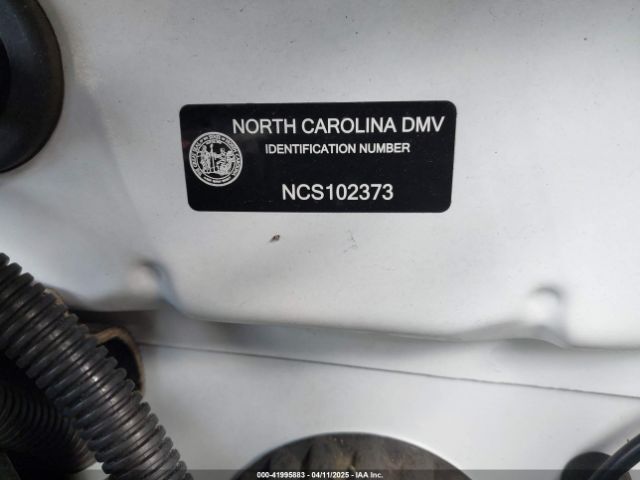 NORTH CAROLINA DMV
IDENTIFICATION NUMBER
NCS102373
000-41995883 - 04/11/2025 - IAA Inc.